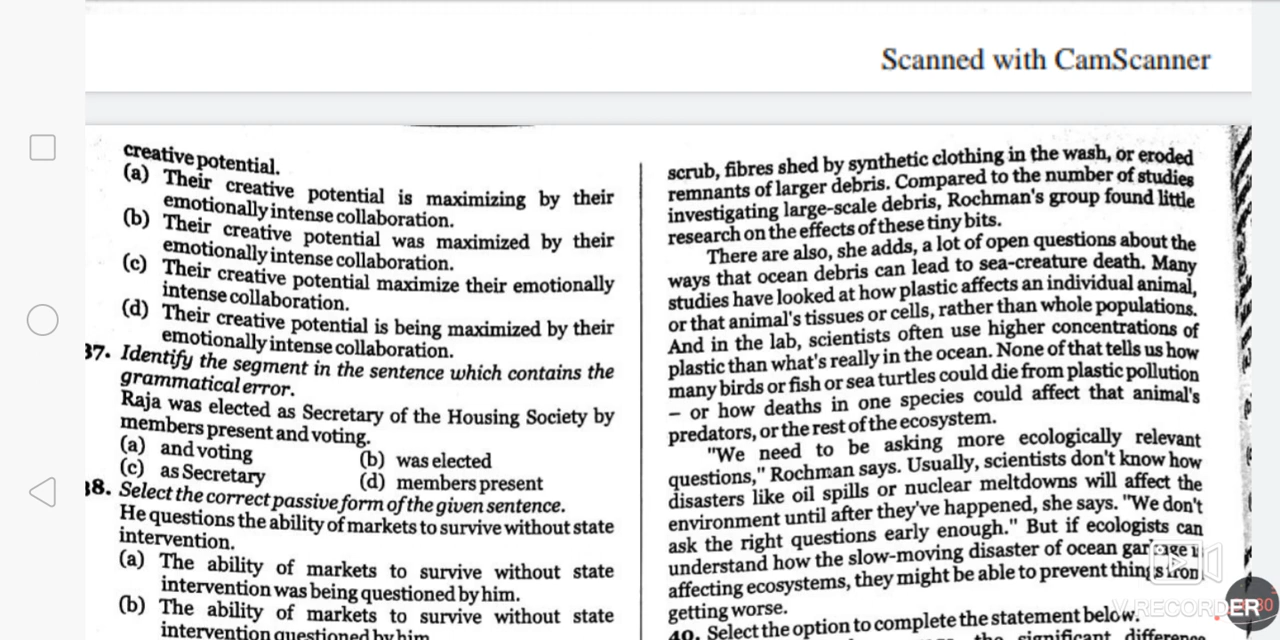 Scanned with CamScanner
creative potential.
(a) Their creative potential is maximizing by their
emotionally intense collaboration.
(b) Their creative potential was maximized by their
emotionally intense collaboration.
(c) Their creative potential maximize their emotionally
intense collaboration.
(d) Their creative potential is being maximized by their
emotionally intense collaboration.
37. Identify the segment in the sentence which contains the
grammatical error.
Raja was elected as Secretary of the Housing Society by
members present and voting.
(a) and voting (b) was elected
(c) as Secretary (d) members present
38. Select the correct passive form of the given sentence.
He questions the ability of markets to survive without state
intervention.
(a) The ability of markets to survive without state
intervention was being questioned by him.
(b) The ability of markets to survive without state
intervention questioned by him
scrub, fibres shed by synthetic clothing in the wash, or eroded
remnants of larger debris. Compared to the number of studies
investigating large-scale debris, Rochman's group found little
research on the effects of these tiny bits.
There are also, she adds, a lot of open questions about the
ways that ocean debris can lead to sea-creature death. Many
studies have looked at how plastic affects an individual animal,
or that animal's tissues or cells, rather than whole populations.
And in the lab, scientists often use higher concentrations of
plastic than what's really in the ocean. None of that tells us how
many birds or fish or sea turtles could die from plastic pollution
– or how deaths in one species could affect that animal's
predators, or the rest of the ecosystem.
"We need to be asking more ecologically relevant
questions," Rochman says. Usually, scientists don't know how
disasters like oil spills or nuclear meltdowns will affect the
environment until after they've happened, she says. "We don't
ask the right questions early enough." But if ecologists can
understand how the slow-moving disaster of ocean garbage
affecting ecosystems, they might be able to prevent things from
getting worse.
40. Select the option to complete the statement below.
the significant difference
V.RECORDER